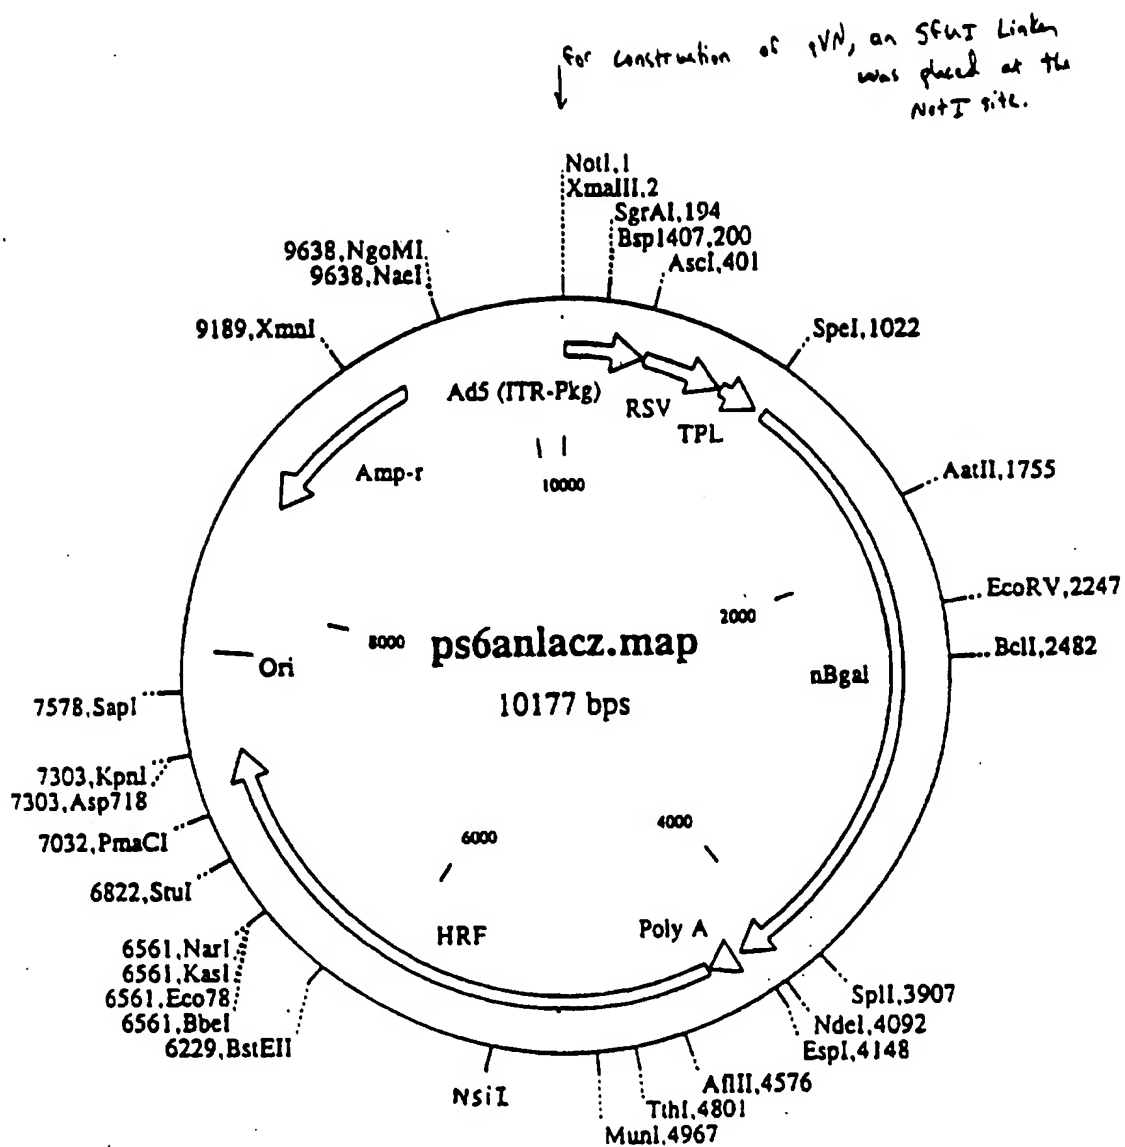 for construction of pVN, an SfuI Linker
was placed at the
NotI site.
NotI,1
XmaIII,2
SgrAI,194
Bsp1407,200
AscI,401
9638,NgoMI
9638,NaeI
9189,XmnI
SpeI,1022
Ad5 (ITR-Pkg)
RSV
TPL
Amp-r
10000
AatII,1755
EcoRV,2247
2000
8000
ps6anlacz.map
BclI,2482
Ori
nBgal
10177 bps
7578,SapI
7303,KpnI
7303,Asp718
7032,PmaCI
6000
4000
6822,StuI
HRF
Poly A
6561,NarI
6561,KasI
6561,Eco78
6561,BbeI
6229,BstEII
SplI,3907
NdeI,4092
EspI,4148
NsiI
AflII,4576
TthI,4801
MunI,4967